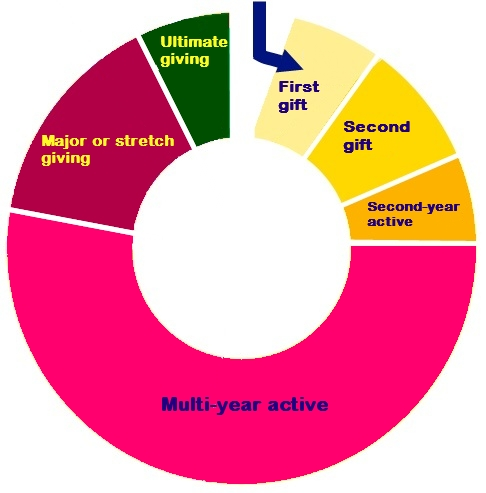 First
gift
Second
gift
Second-year
active
Multi-year active
Major or stretch
giving
Ultimate
giving